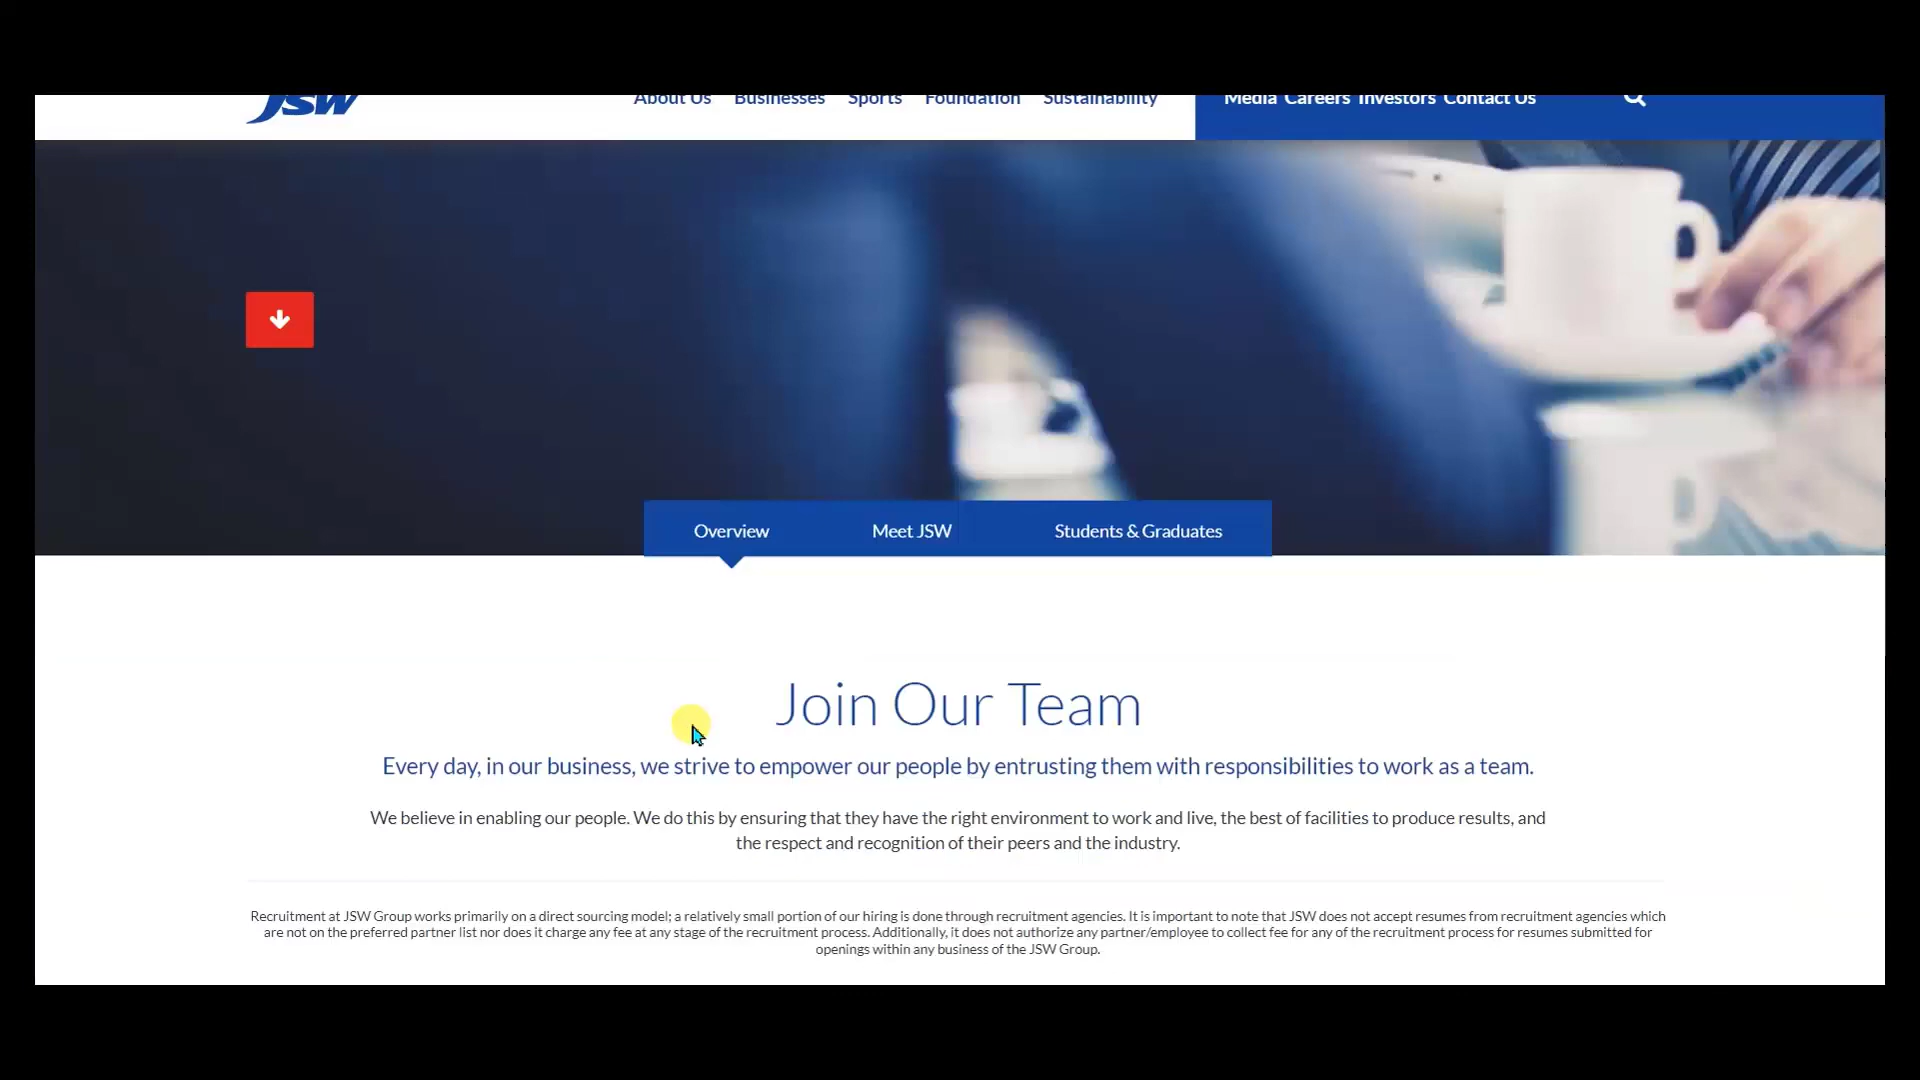 JSW
About Us Businesses Sports Foundation Sustainability Media Careers Investors Contact Us
Overview Meet JSW Students & Graduates
Join Our Team
Every day, in our business, we strive to empower our people by entrusting them with responsibilities to work as a team.
We believe in enabling our people. We do this by ensuring that they have the right environment to work and live, the best of facilities to produce results, and
the respect and recognition of their peers and the industry.
Recruitment at JSW Group works primarily on a direct sourcing model; a relatively small portion of our hiring is done through recruitment agencies. It is important to note that JSW does not accept resumes from recruitment agencies which
are not on the preferred partner list nor does it charge any fee at any stage of the recruitment process. Additionally, it does not authorize any partner/employee to collect fee for any of the recruitment process for resumes submitted for
openings within any business of the JSW Group.